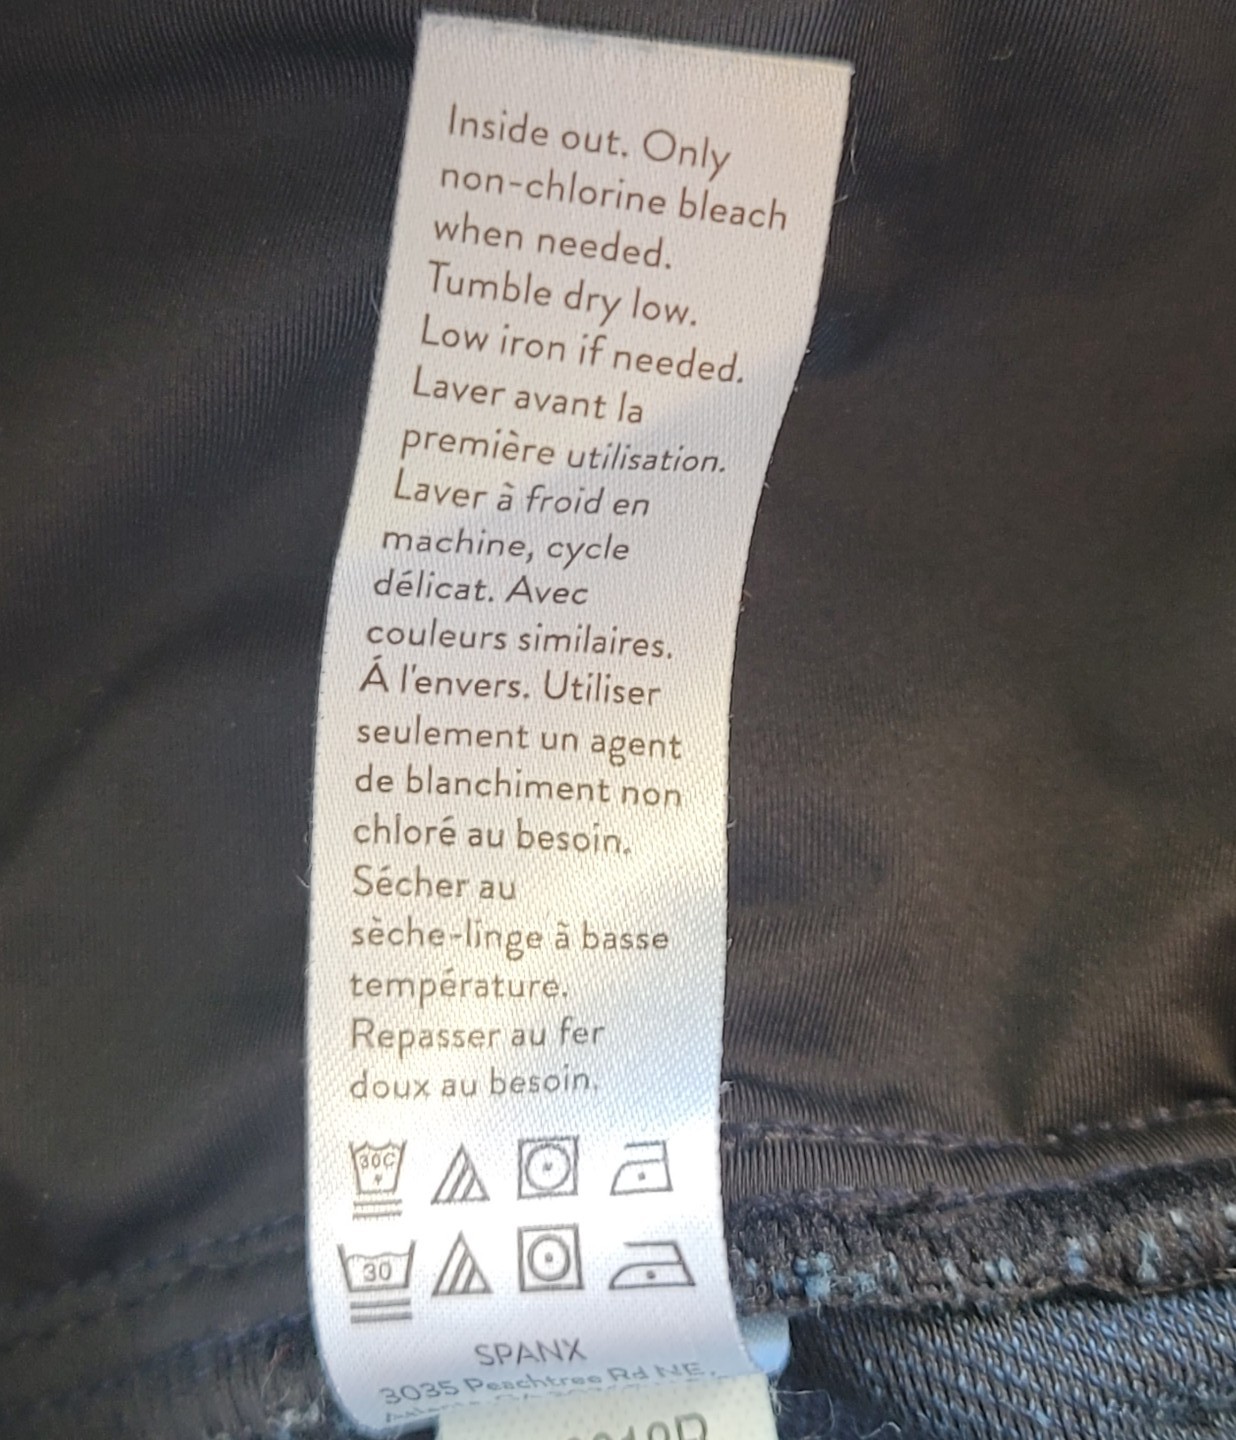 Inside out. Only
non-chlorine bleach
when needed.
Tumble dry low.
Low iron if needed.
Laver avant la
première utilisation.
Laver à froid en
machine, cycle
délicat. Avec
couleurs similaires.
Á l'envers. Utiliser
seulement un agent
de blanchiment non
chloré au besoin.
Sécher au
sèche-linge à basse
température.
Repasser au fer
doux au besoin.
30C
30
SPANX
3035 Peachtree Rd NE,